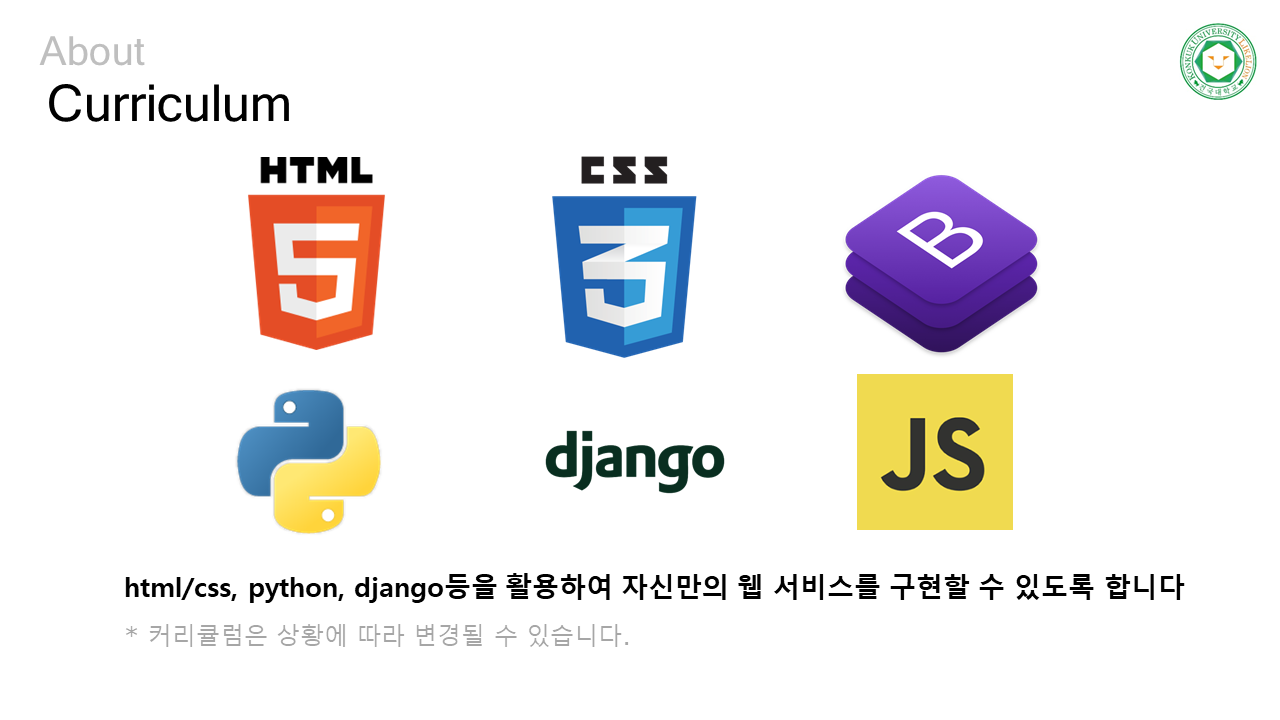 About
Curriculum
KONKUK UNIVERSITY LIKELION
건국대학교
HTML
5
CSS
3
B
django
JS
html/css, python, django등을 활용하여 자신만의 웹 서비스를 구현할 수 있도록 합니다
* 커리큘럼은 상황에 따라 변경될 수 있습니다.